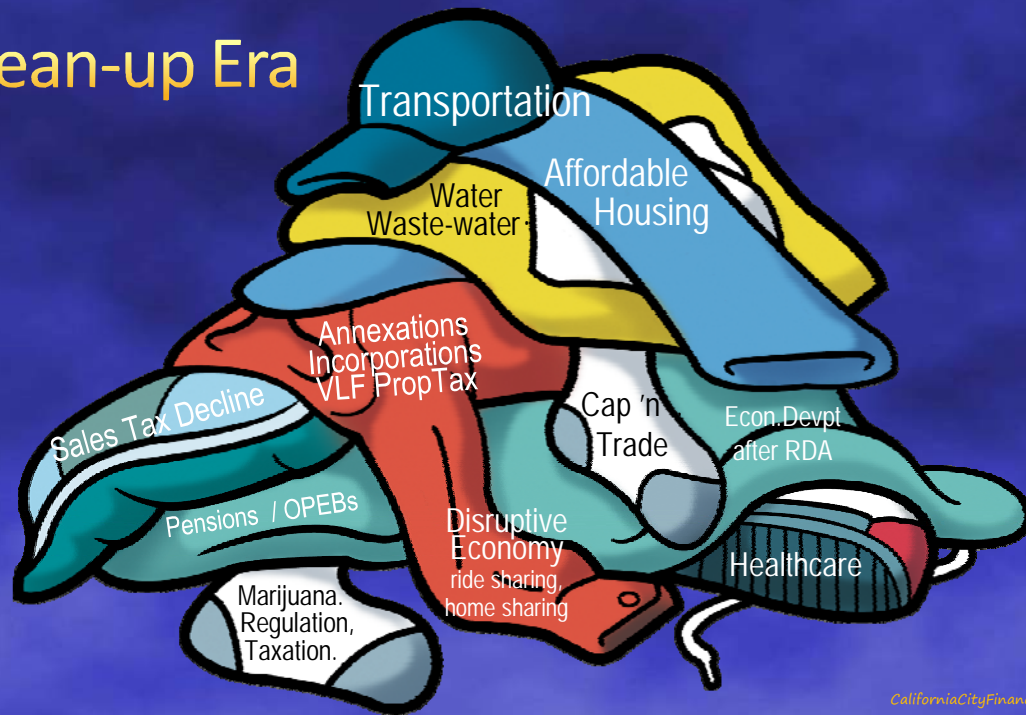 ean-up Era
Transportation
Affordable
Housing
Water
Waste-water
Annexations
Incorporations
VLF PropTax
Sales Tax Decline
Cap 'n
Trade
Econ.Devpt
after RDA
Pensions / OPEBs
Disruptive
Economy
ride sharing,
home sharing
Healthcare
Marijuana.
Regulation,
Taxation.
CaliforniaCityFinan